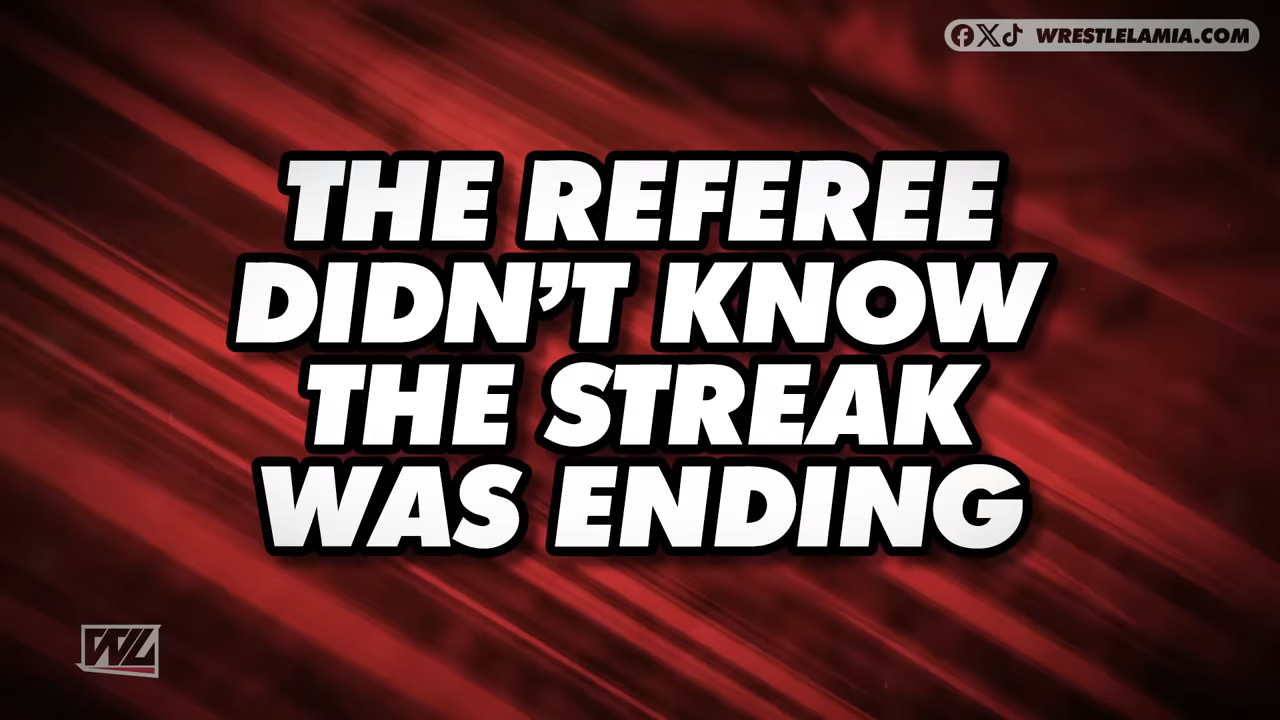 WRESTLELAMIA.COM
THE REFEREE
DIDN’T KNOW
THE STREAK
WAS ENDING
WL